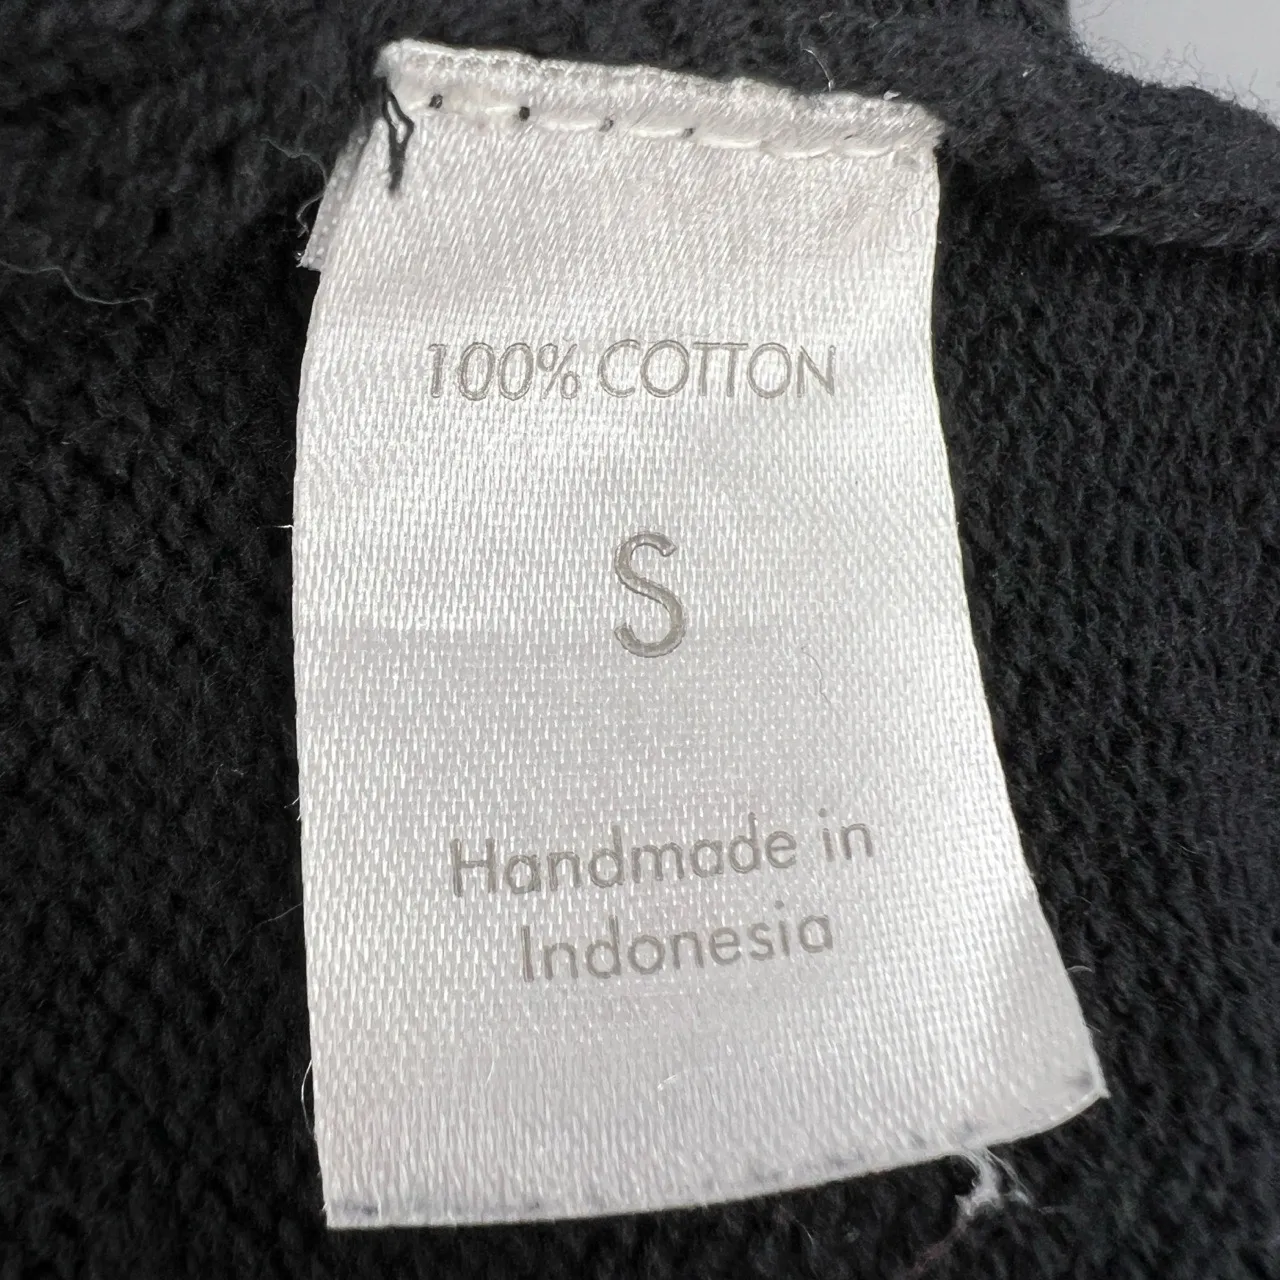 100% COTTON
S
Handmade in
Indonesia